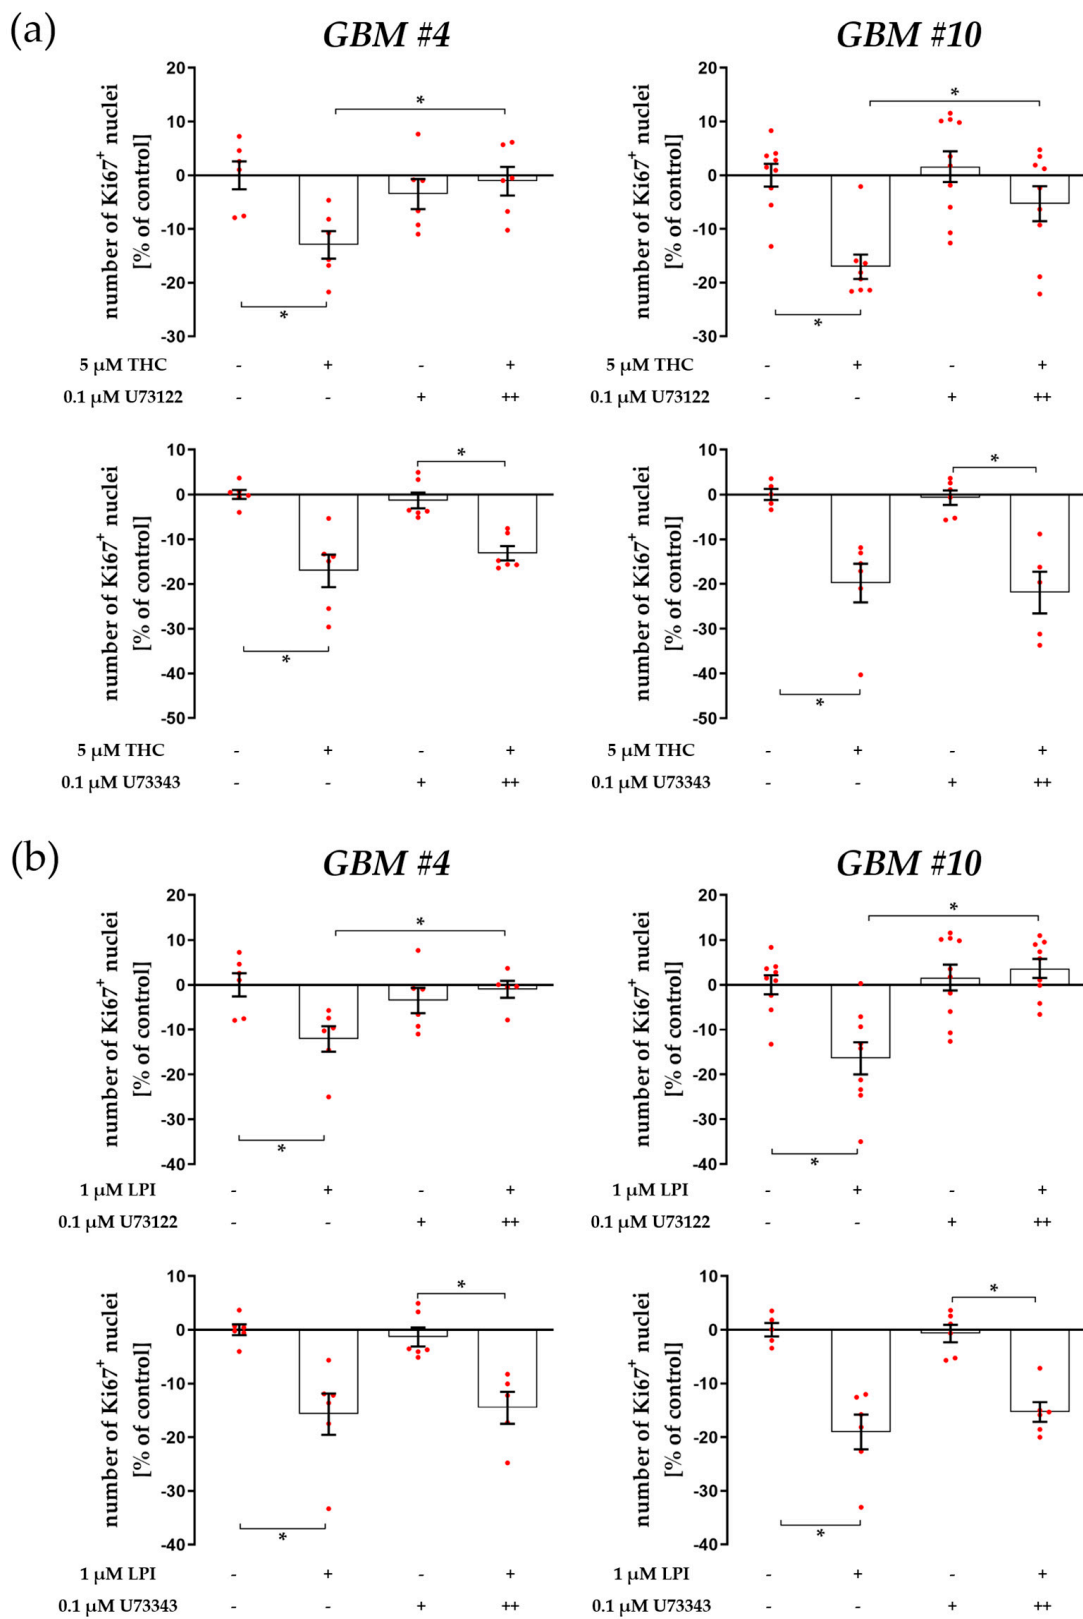 (a)
GBM #4
GBM #10
number of Ki67+ nuclei
[% of control]
20
10
0
-10
-20
-30
*
*
5 µM THC - + - +
0.1 µM U73122 - - + ++
number of Ki67+ nuclei
[% of control]
20
10
0
-10
-20
-30
*
*
5 µM THC - + - +
0.1 µM U73122 - - + ++
number of Ki67+ nuclei
[% of control]
10
0
-10
-20
-30
-40
-50
*
*
5 µM THC - + - +
0.1 µM U73343 - - + ++
number of Ki67+ nuclei
[% of control]
10
0
-10
-20
-30
-40
-50
*
*
5 µM THC - + - +
0.1 µM U73343 - - + ++
(b)
GBM #4
GBM #10
number of Ki67+ nuclei
[% of control]
20
10
0
-10
-20
-30
-40
*
*
1 µM LPI - + - +
0.1 µM U73122 - - + ++
number of Ki67+ nuclei
[% of control]
20
10
0
-10
-20
-30
-40
*
*
1 µM LPI - + - +
0.1 µM U73122 - - + ++
number of Ki67+ nuclei
[% of control]
10
0
-10
-20
-30
-40
*
*
1 µM LPI - + - +
0.1 µM U73343 - - + ++
number of Ki67+ nuclei
[% of control]
10
0
-10
-20
-30
-40
*
*
1 µM LPI - + - +
0.1 µM U73343 - - + ++